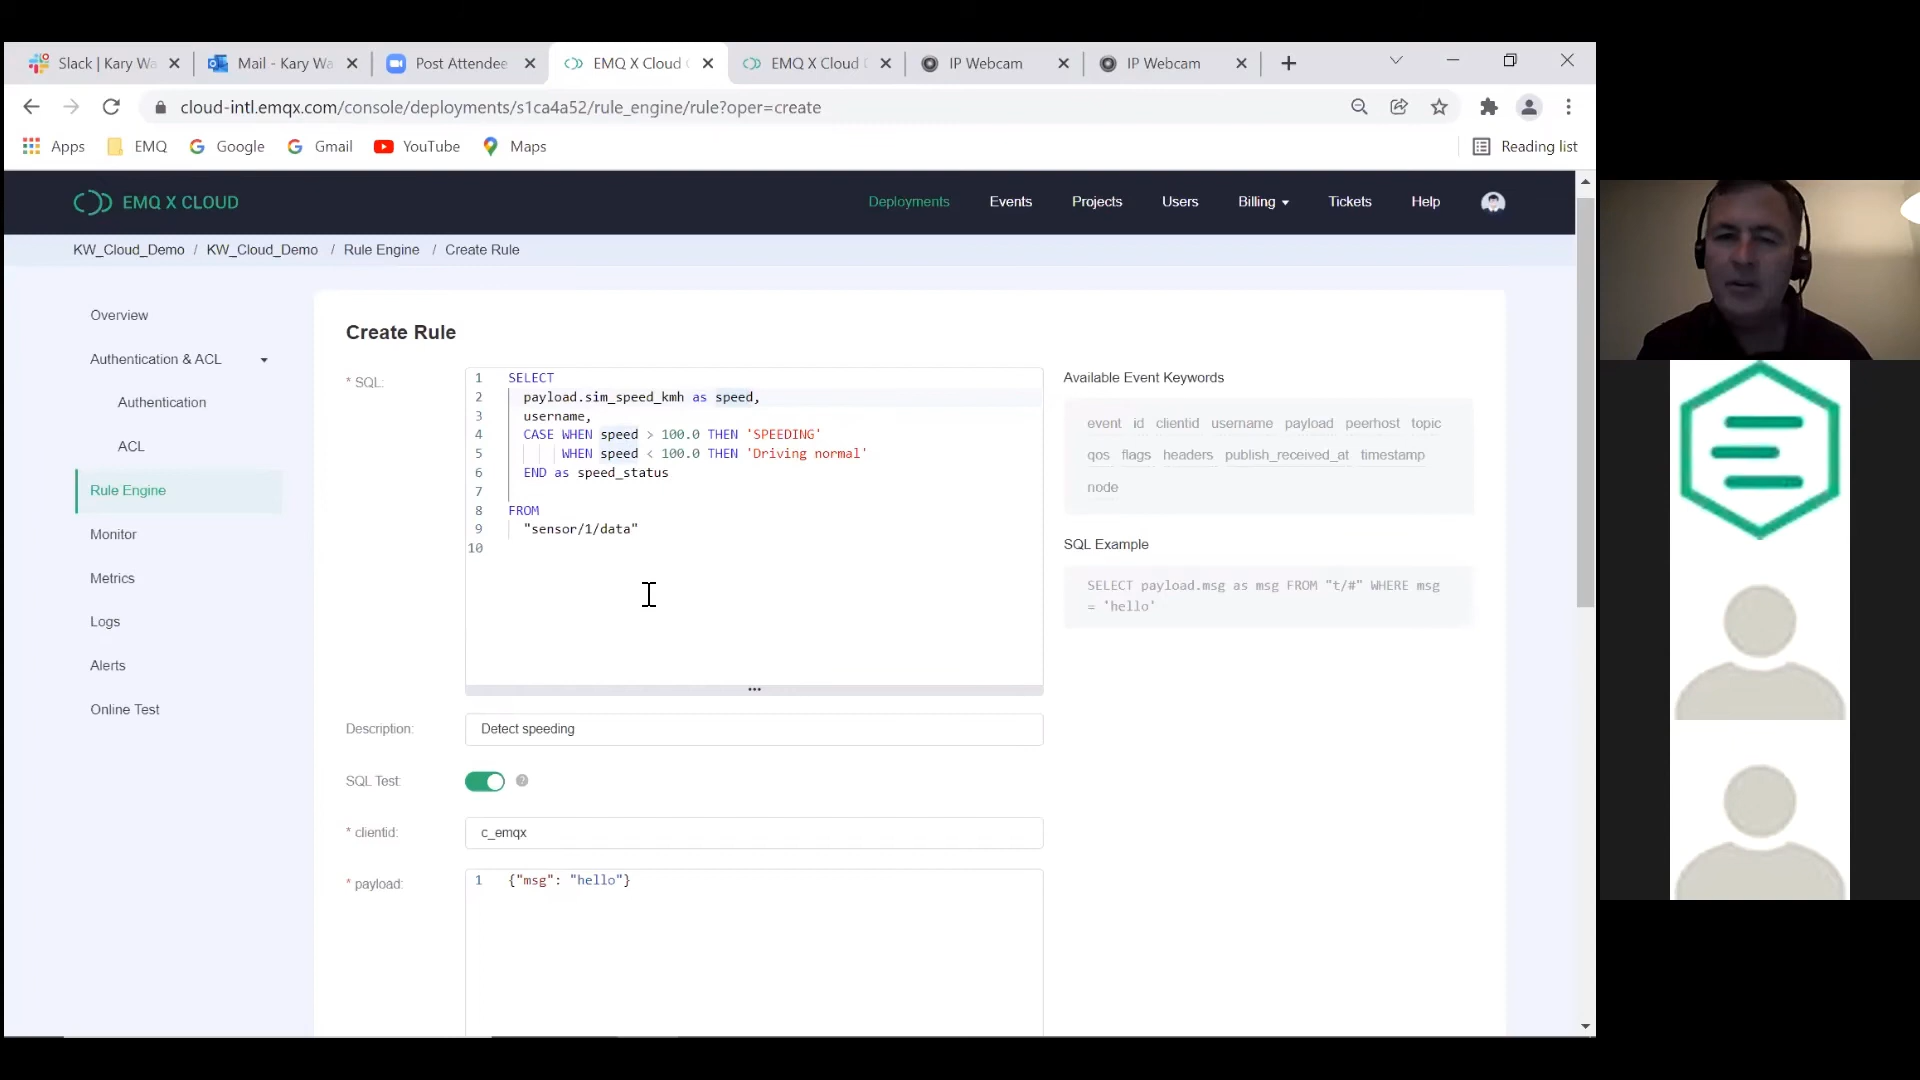 Slack | Kary Wa
Mail - Kary Wa
Post Attendee
EMQ X Cloud
EMQ X Cloud
IP Webcam
IP Webcam
cloud-intl.emqx.com/console/deployments/s1ca4a52/rule_engine/rule?oper=create
Apps
EMQ
Google
Gmail
YouTube
Maps
Reading list
EMQ X CLOUD
Deployments
Events
Projects
Users
Billing
Tickets
Help
KW_Cloud_Demo / KW_Cloud_Demo / Rule Engine / Create Rule
Overview
Authentication & ACL
Authentication
ACL
Rule Engine
Monitor
Metrics
Logs
Alerts
Online Test
Create Rule
* SQL:
1 SELECT
2 payload.sim_speed_kmh as speed,
3 username,
4 CASE WHEN speed > 100.0 THEN 'SPEEDING'
5 WHEN speed < 100.0 THEN 'Driving normal'
6 END as speed_status
7
8 FROM
9 "sensor/1/data"
10
Available Event Keywords
event id clientid username payload peerhost topic
qos flags headers publish_received_at timestamp
node
SQL Example
SELECT payload.msg as msg FROM "t/#" WHERE msg
= 'hello'
Description: Detect speeding
SQL Test:
* clientid: c_emqx
* payload:
1 {"msg": "hello"}